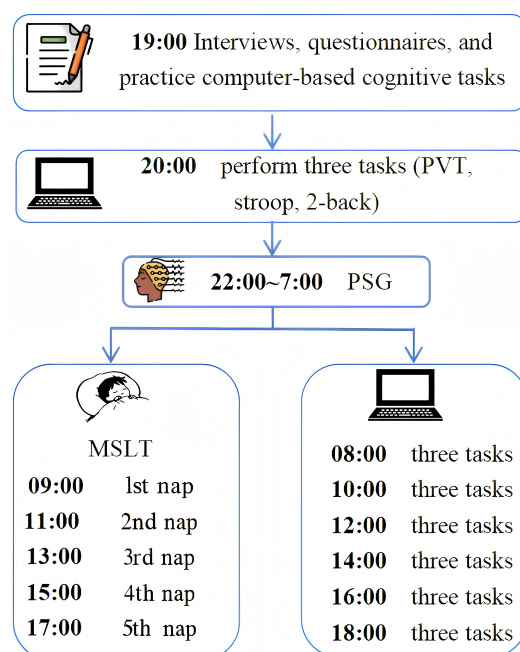 19:00 Interviews, questionnaires, and
practice computer-based cognitive tasks
20:00 perform three tasks (PVT,
stroop, 2-back)
22:00~7:00 PSG
MSLT
09:00 1st nap
11:00 2nd nap
13:00 3rd nap
15:00 4th nap
17:00 5th nap
08:00 three tasks
10:00 three tasks
12:00 three tasks
14:00 three tasks
16:00 three tasks
18:00 three tasks